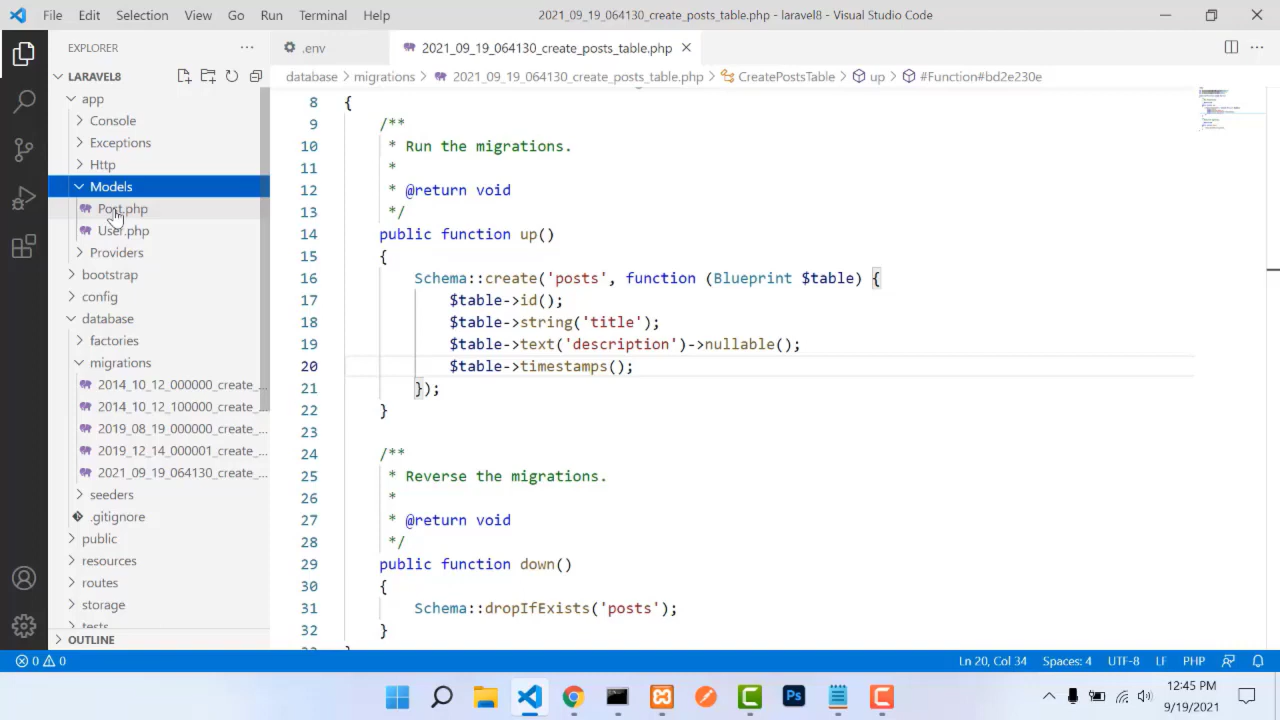 File Edit Selection View Go Run Terminal Help
2021_09_19_064130_create_posts_table.php - laravel8 - Visual Studio Code
EXPLORER
.env
2021_09_19_064130_create_posts_table.php
LARAVEL8
database > migrations > 2021_09_19_064130_create_posts_table.php > CreatePostsTable > up > #Function#bd2e230e
app
Console
Exceptions
Http
Models
Post.php
User.php
Providers
bootstrap
config
database
factories
migrations
2014_10_12_000000_create_...
2014_10_12_100000_create_...
2019_08_19_000000_create_...
2019_12_14_000001_create_...
2021_09_19_064130_create_...
seeders
.gitignore
public
resources
routes
storage
tests
OUTLINE
8 {
9 /**
10 * Run the migrations.
11 *
12 * @return void
13 */
14 public function up()
15 {
16 Schema::create('posts', function (Blueprint $table) {
17 $table->id();
18 $table->string('title');
19 $table->text('description')->nullable();
20 $table->timestamps();
21 });
22 }
23
24 /**
25 * Reverse the migrations.
26 *
27 * @return void
28 */
29 public function down()
30 {
31 Schema::dropIfExists('posts');
32 }
0 0
Ln 20, Col 34 Spaces: 4 UTF-8 LF PHP
Ps
12:45 PM
9/19/2021